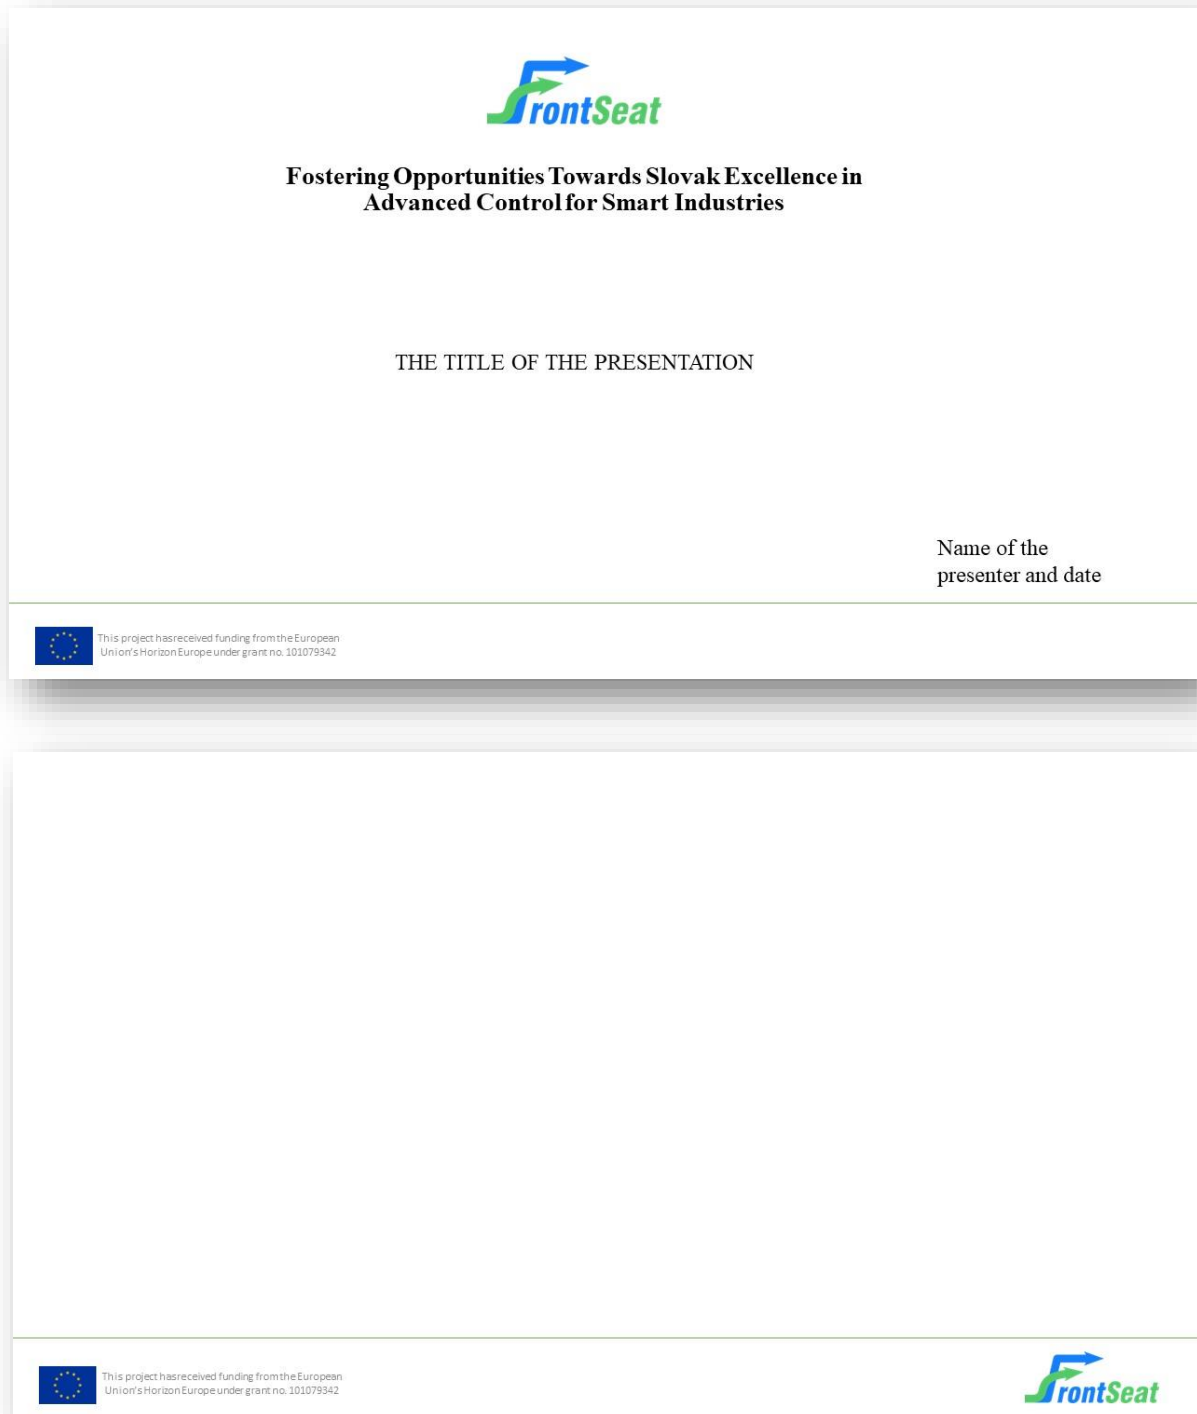 FrontSeat
Fostering Opportunities Towards Slovak Excellence in
Advanced Control for Smart Industries
THE TITLE OF THE PRESENTATION
Name of the
presenter and date
This project has received funding from the European
Union's Horizon Europe under grant no. 101079342
This project has received funding from the European
Union's Horizon Europe under grant no. 101079342
FrontSeat